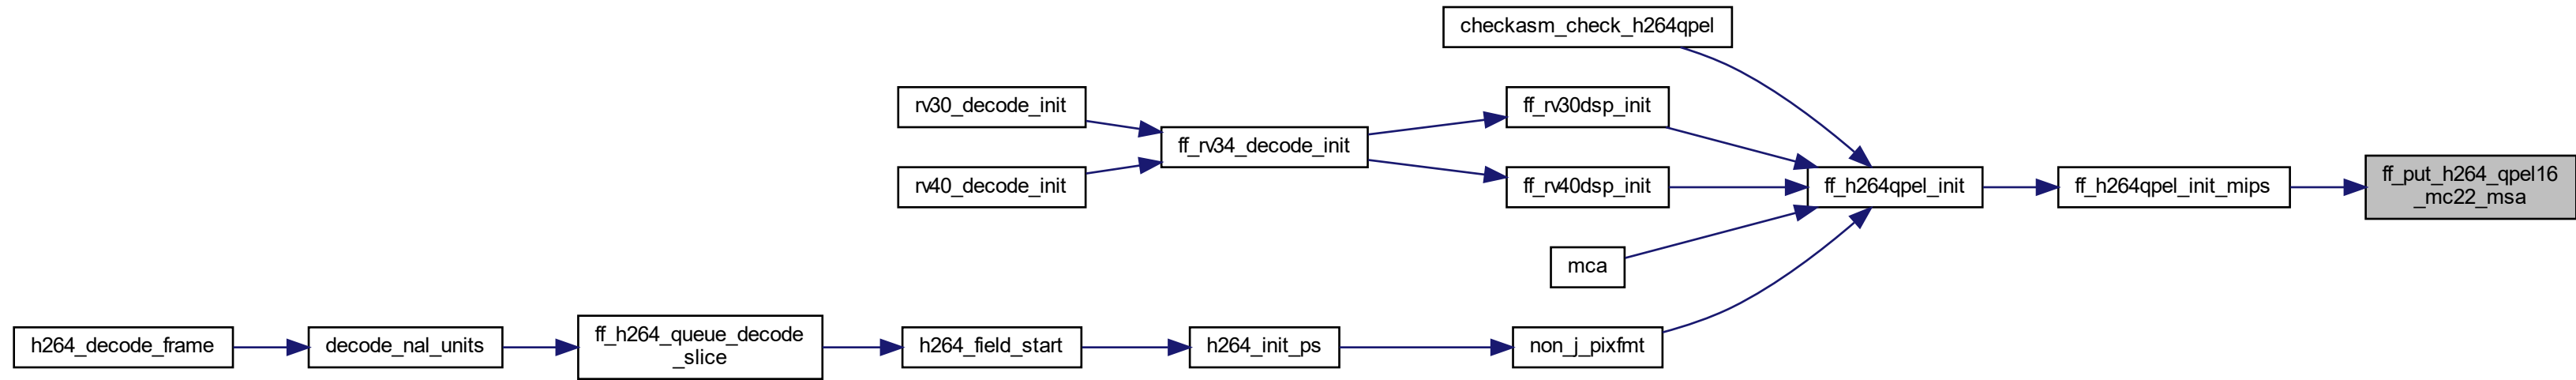 checkasm_check_h264qpel
rv30_decode_init
ff_rv30dsp_init
ff_rv34_decode_init
ff_put_h264_qpel16
_mc22_msa
rv40_decode_init
ff_rv40dsp_init
ff_h264qpel_init
ff_h264qpel_init_mips
mca
h264_decode_frame
decode_nal_units
ff_h264_queue_decode
_slice
h264_field_start
h264_init_ps
non_j_pixfmt